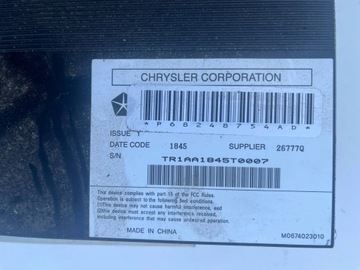 CHRYSLER CORPORATION
*P68248754AD*
ISSUE Y
DATE CODE 1845 SUPPLIER 26777Q
S/N TR1AA1845T0007
This device complies with part 15 of the FCC Rules.
Operation is subject to the following two conditions:
(1)This device may not cause harmful interference, and
(2)this device must accept any interference received,
including interference that may cause undesired operation.
MADE IN CHINA M0674023010